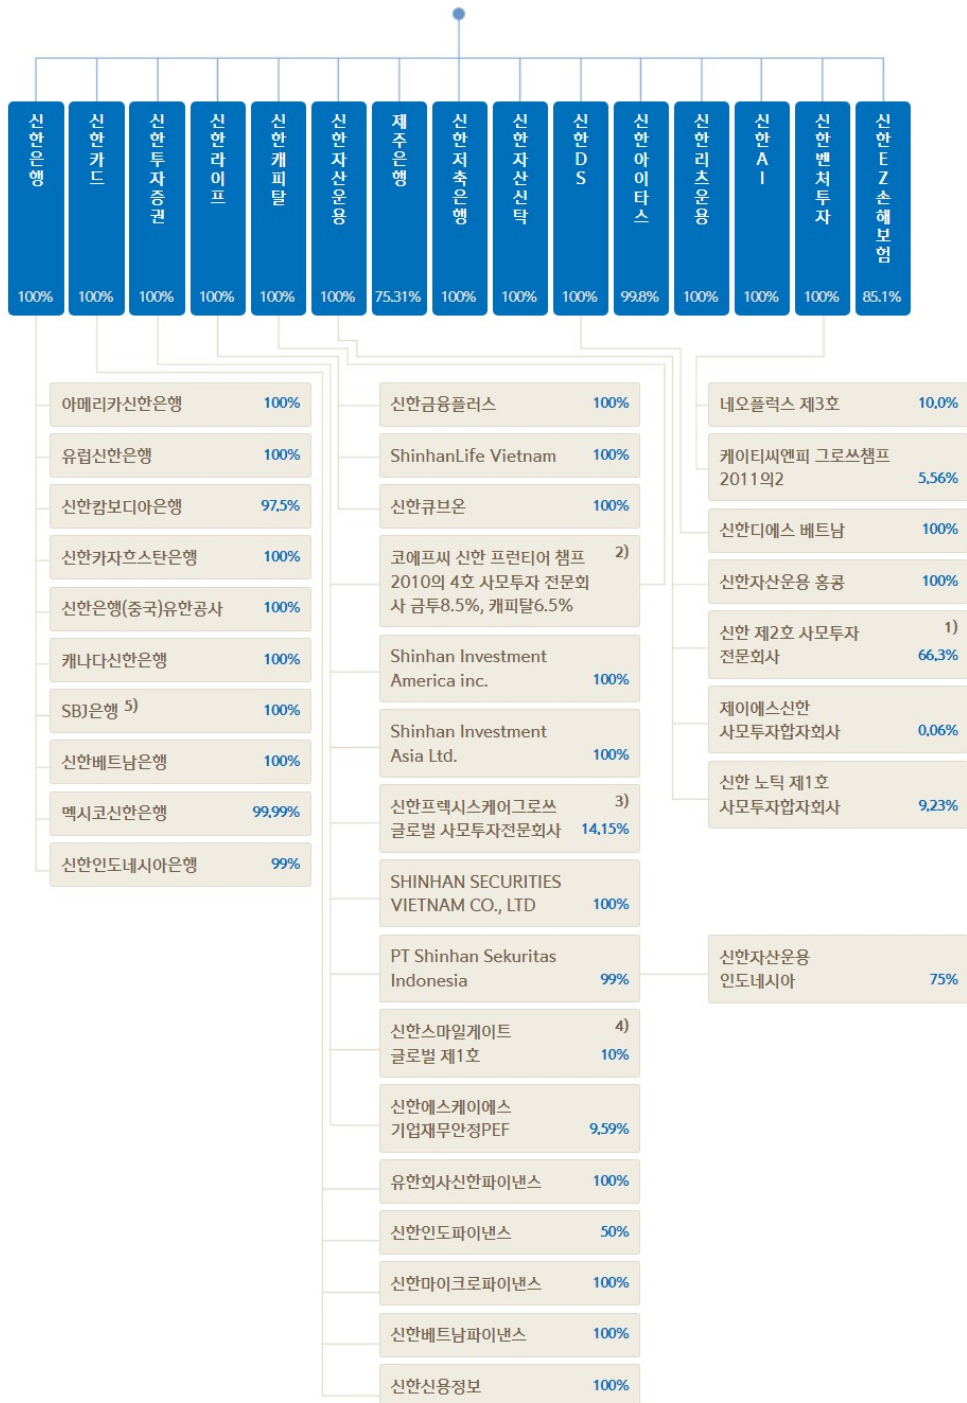 신한은행
100%
신한카드
100%
신한투자증권
100%
신한라이프
100%
신한캐피탈
100%
신한자산운용
100%
제주은행
75.31%
신한저축은행
100%
신한자산신탁
100%
신한DS
100%
신한아이타스
99.8%
신한리츠운용
100%
신한AI
100%
신한벤처투자
100%
신한EZ손해보험
85.1%
아메리카신한은행 100%
유럽신한은행 100%
신한캄보디아은행 97.5%
신한카자흐스탄은행 100%
신한은행(중국)유한공사 100%
캐나다신한은행 100%
SBJ은행 5) 100%
신한베트남은행 100%
멕시코신한은행 99.99%
신한인도네시아은행 99%
신한금융플러스 100%
ShinhanLife Vietnam 100%
신한큐브온 100%
코에프씨 신한 프런티어 챔프 2)
2010의 4호 사모투자 전문회
사 금투8.5%, 캐피탈6.5%
Shinhan Investment
America inc. 100%
Shinhan Investment
Asia Ltd. 100%
신한프렉시스케어그로쓰 3)
글로벌 사모투자전문회사 14.15%
SHINHAN SECURITIES
VIETNAM CO., LTD 100%
PT Shinhan Sekuritas
Indonesia 99%
신한스마일게이트 4)
글로벌 제1호 10%
신한에스케이에스
기업재무안정PEF 9.59%
유한회사신한파이낸스 100%
신한인도파이낸스 50%
신한마이크로파이낸스 100%
신한베트남파이낸스 100%
신한신용정보 100%
네오플럭스 제3호 10.0%
케이티씨엔피 그로쓰챔프
2011의2 5.56%
신한디에스 베트남 100%
신한자산운용 홍콩 100%
신한 제2호 사모투자 1)
전문회사 66.3%
제이에스신한
사모투자합자회사 0.06%
신한 노틱 제1호
사모투자합자회사 9.23%
신한자산운용
인도네시아 75%